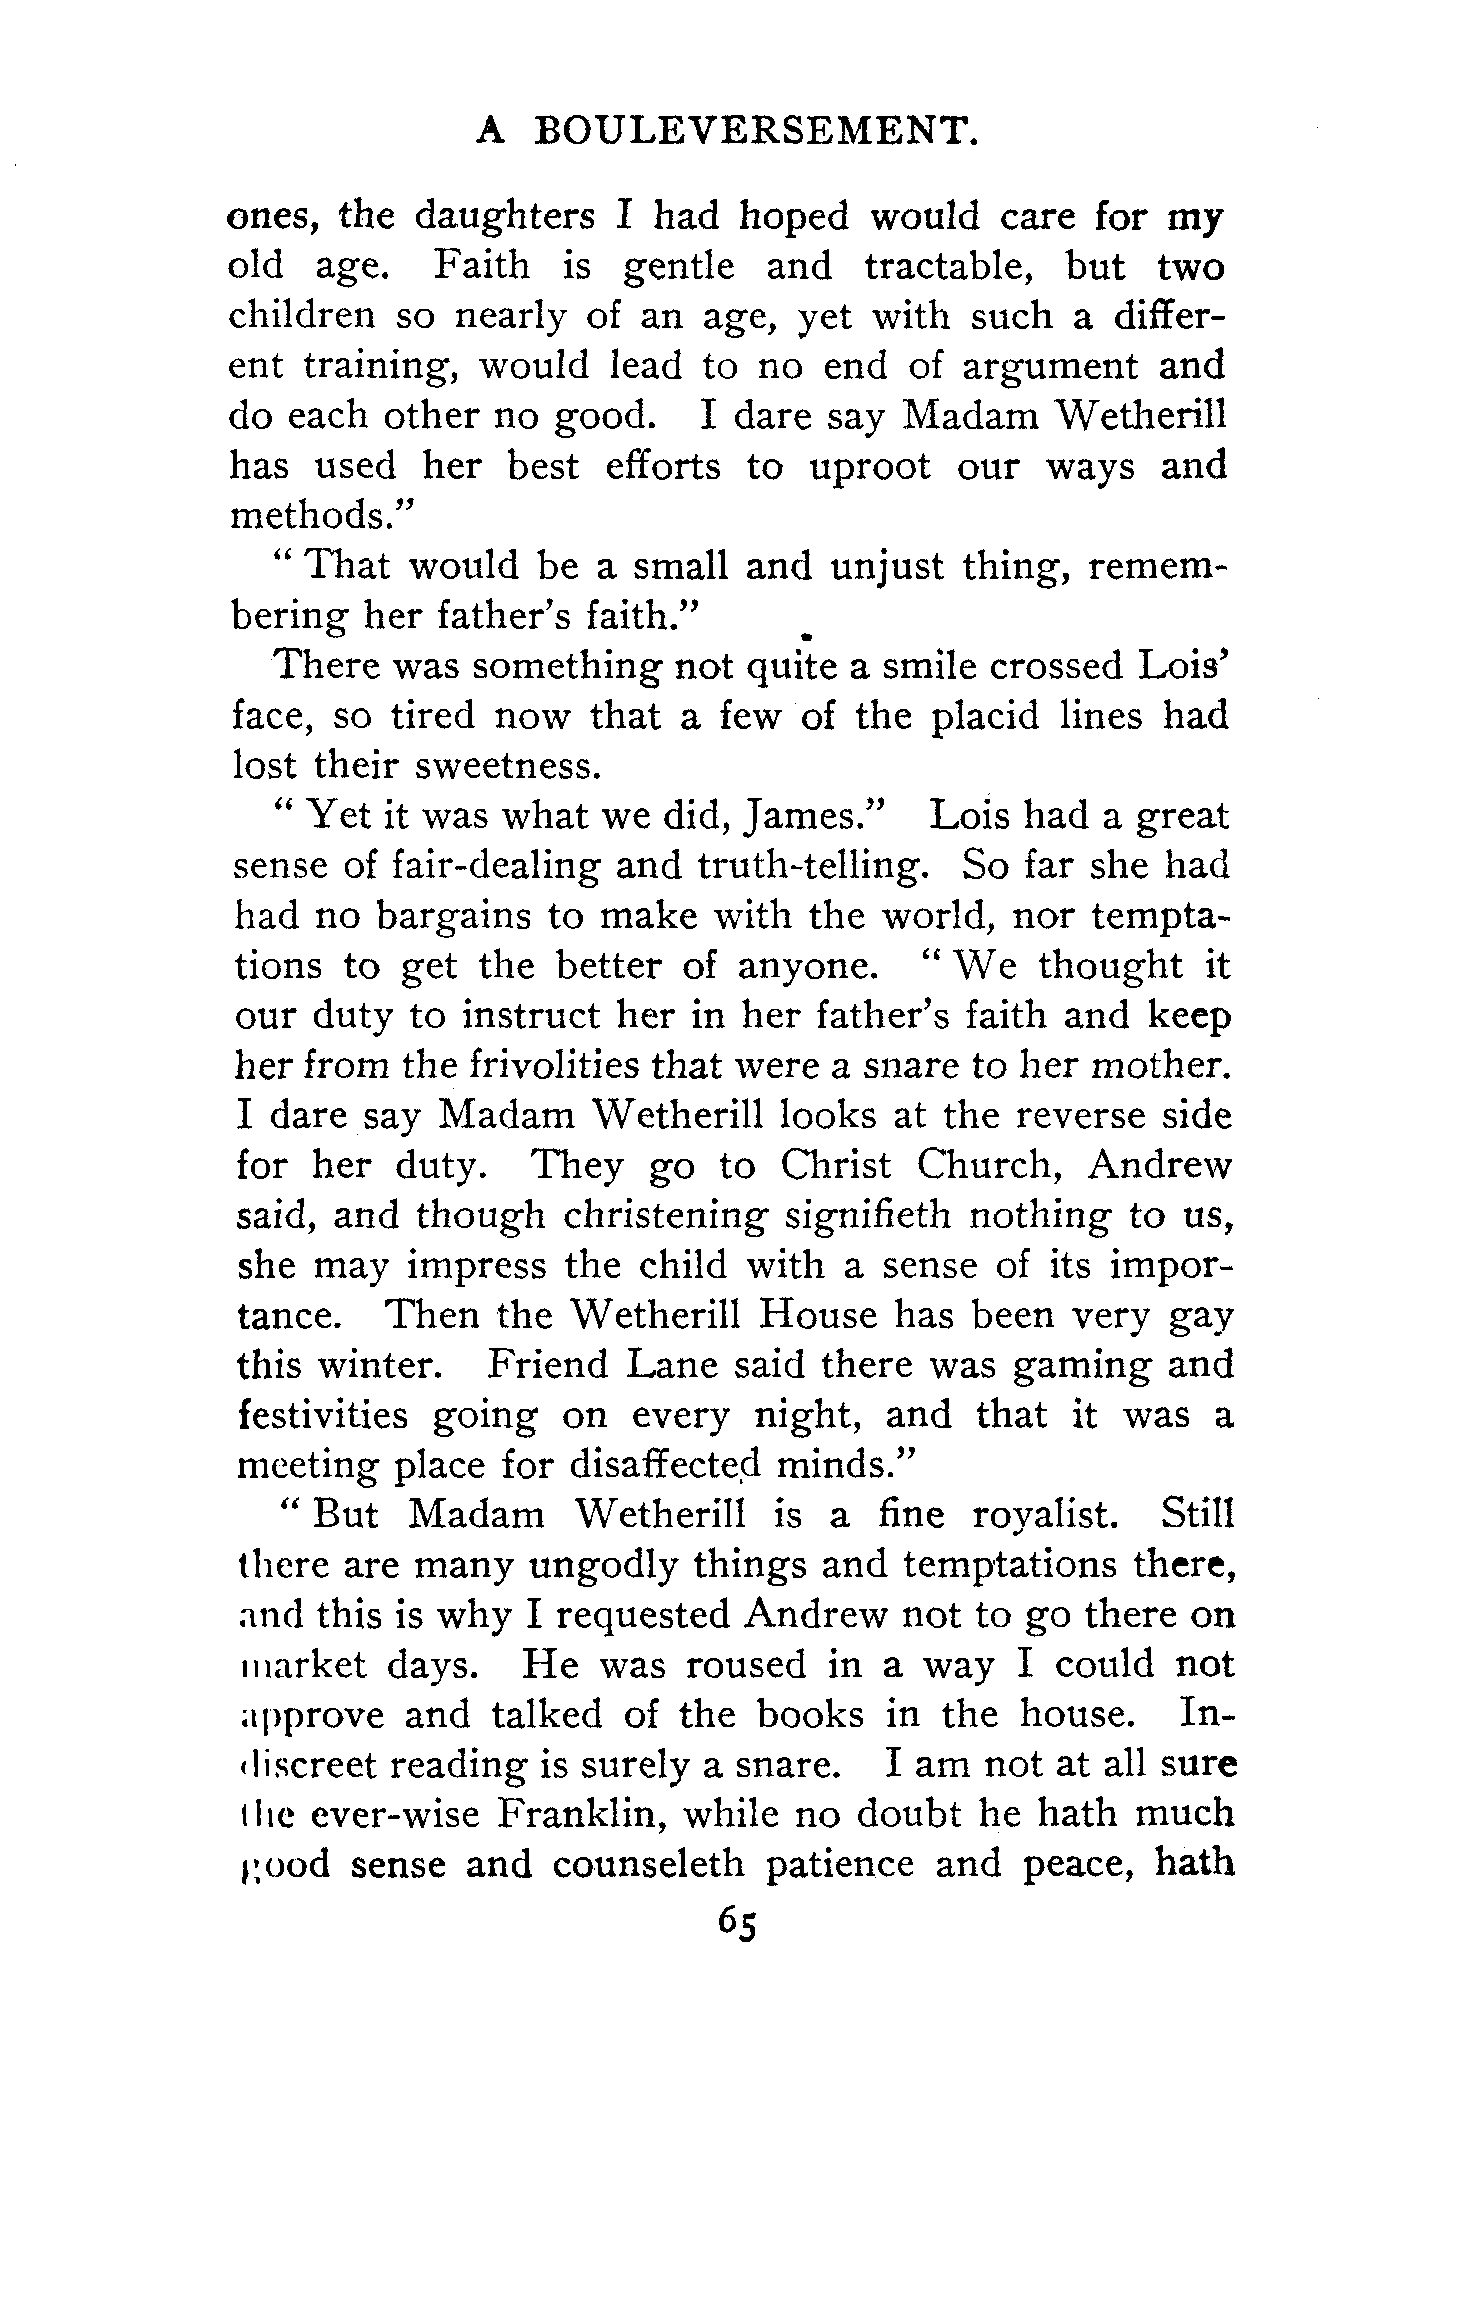 A BOULEVERSEMENT.
ones, the daughters I had hoped would care for my
old age. Faith is gentle and tractable, but two
children so nearly of an age, yet with such a differ-
ent training, would lead to no end of argument and
do each other no good. I dare say Madam Wetherill
has used her best efforts to uproot our ways and
methods.”
“ That would be a small and unjust thing, remem-
bering her father’s faith.”
There was something not quite a smile crossed Lois’
face, so tired now that a few of the placid lines had
lost their sweetness.
“ Yet it was what we did, James.” Lois had a great
sense of fair-dealing and truth-telling. So far she had
had no bargains to make with the world, nor tempta-
tions to get the better of anyone. “ We thought it
our duty to instruct her in her father’s faith and keep
her from the frivolities that were a snare to her mother.
I dare say Madam Wetherill looks at the reverse side
for her duty. They go to Christ Church, Andrew
said, and though christening signifieth nothing to us,
she may impress the child with a sense of its impor-
tance. Then the Wetherill House has been very gay
this winter. Friend Lane said there was gaming and
festivities going on every night, and that it was a
meeting place for disaffected minds.”
“ But Madam Wetherill is a fine royalist. Still
there are many ungodly things and temptations there,
and this is why I requested Andrew not to go there on
market days. He was roused in a way I could not
approve and talked of the books in the house. In-
discreet reading is surely a snare. I am not at all sure
the ever-wise Franklin, while no doubt he hath much
good sense and counseleth patience and peace, hath
65